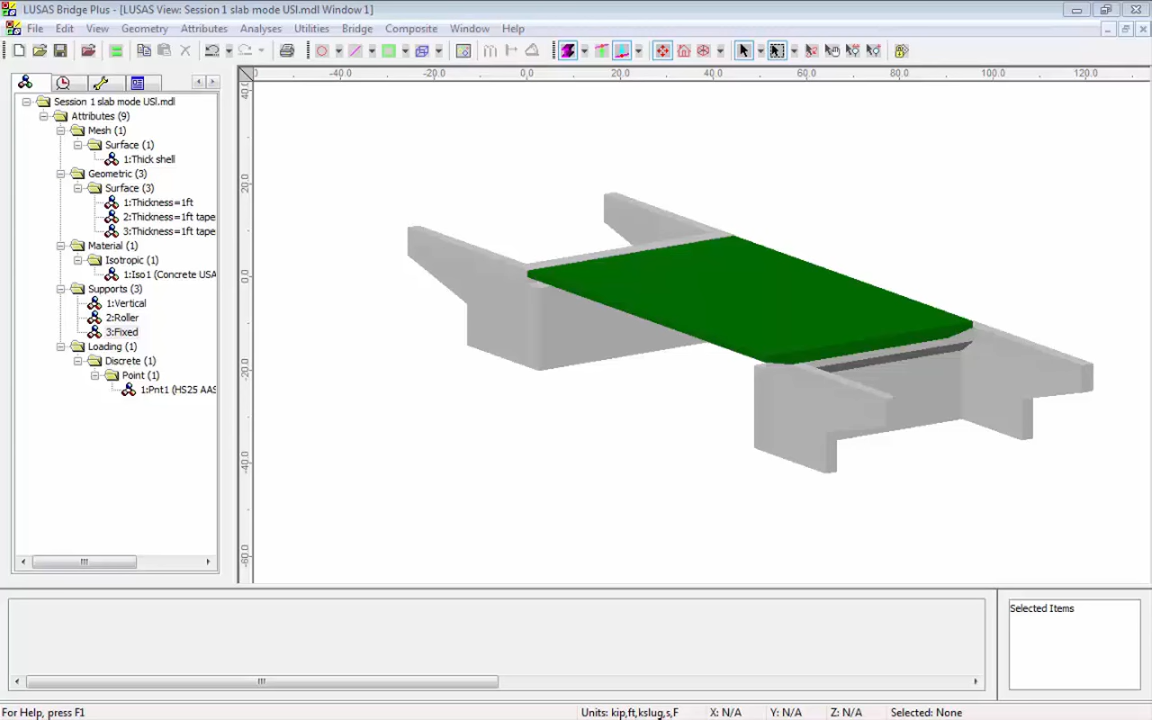 LUSAS Bridge Plus - [LUSAS View: Session 1 slab mode USI.mdl Window 1]
File Edit View Geometry Attributes Analyses Utilities Bridge Composite Window Help
-40.0 -20.0 0.0 20.0 40.0 60.0 80.0 100.0 120.0
40.0
20.0
0.0
-20.0
-40.0
-60.0
Session 1 slab mode USI.mdl
Attributes (9)
Mesh (1)
Surface (1)
1:Thick shell
Geometric (3)
Surface (3)
1:Thickness=1ft
2:Thickness=1ft tape
3:Thickness=1ft tape
Material (1)
Isotropic (1)
1:Iso1 (Concrete USA
Supports (3)
1:Vertical
2:Roller
3:Fixed
Loading (1)
Discrete (1)
Point (1)
1:Pnt1 (HS25 AAS
Selected Items
For Help, press F1
Units: kip,ft,kslug,s,F X: N/A Y: N/A Z: N/A Selected: None